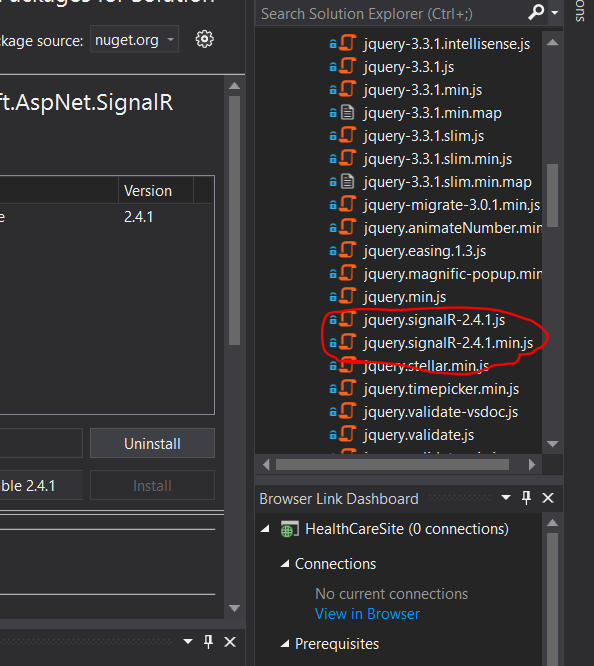 ackages for Solution
ckage source: nuget.org
ft.AspNet.SignalR
Version
e 2.4.1
Uninstall
ble 2.4.1 Install
Search Solution Explorer (Ctrl+;)
jquery-3.3.1.intellisense.js
jquery-3.3.1.js
jquery-3.3.1.min.js
jquery-3.3.1.min.map
jquery-3.3.1.slim.js
jquery-3.3.1.slim.min.js
jquery-3.3.1.slim.min.map
jquery-migrate-3.0.1.min.js
jquery.animateNumber.min
jquery.easing.1.3.js
jquery.magnific-popup.min
jquery.min.js
jquery.signalR-2.4.1.js
jquery.signalR-2.4.1.min.js
jquery.stellar.min.js
jquery.timepicker.min.js
jquery.validate-vsdoc.js
jquery.validate.js
Browser Link Dashboard
HealthCareSite (0 connections)
Connections
No current connections
View in Browser
Prerequisites
ons